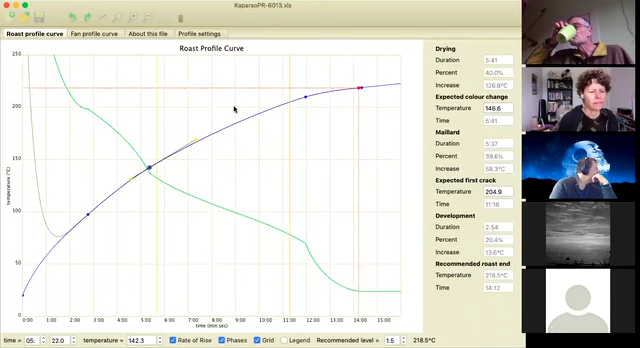 KaparaoPR-6013.xls
Roast profile curve Fan profile curve About this file Profile settings
Roast Profile Curve
250
200
150
100
50
0
temperature (°C)
0:00 1:00 2:00 3:00 4:00 5:00 6:00 7:00 8:00 9:00 10:00 11:00 12:00 13:00 14:00 15:00
time (min:sec)
Drying
Duration 5:41
Percent 40.0%
Increase 126.6°C
Expected colour change
Temperature 146.6
Time 5:41
Maillard
Duration 5:37
Percent 39.6%
Increase 58.3°C
Expected first crack
Temperature 204.9
Time 11:18
Development
Duration 2:54
Percent 20.4%
Increase 13.6°C
Recommended roast end
Temperature 218.5°C
Time 14:12
time = 05: 22.0 temperature = 142.3 Rate of Rise Phases Grid Legend Recommended level = 1.5 218.5°C